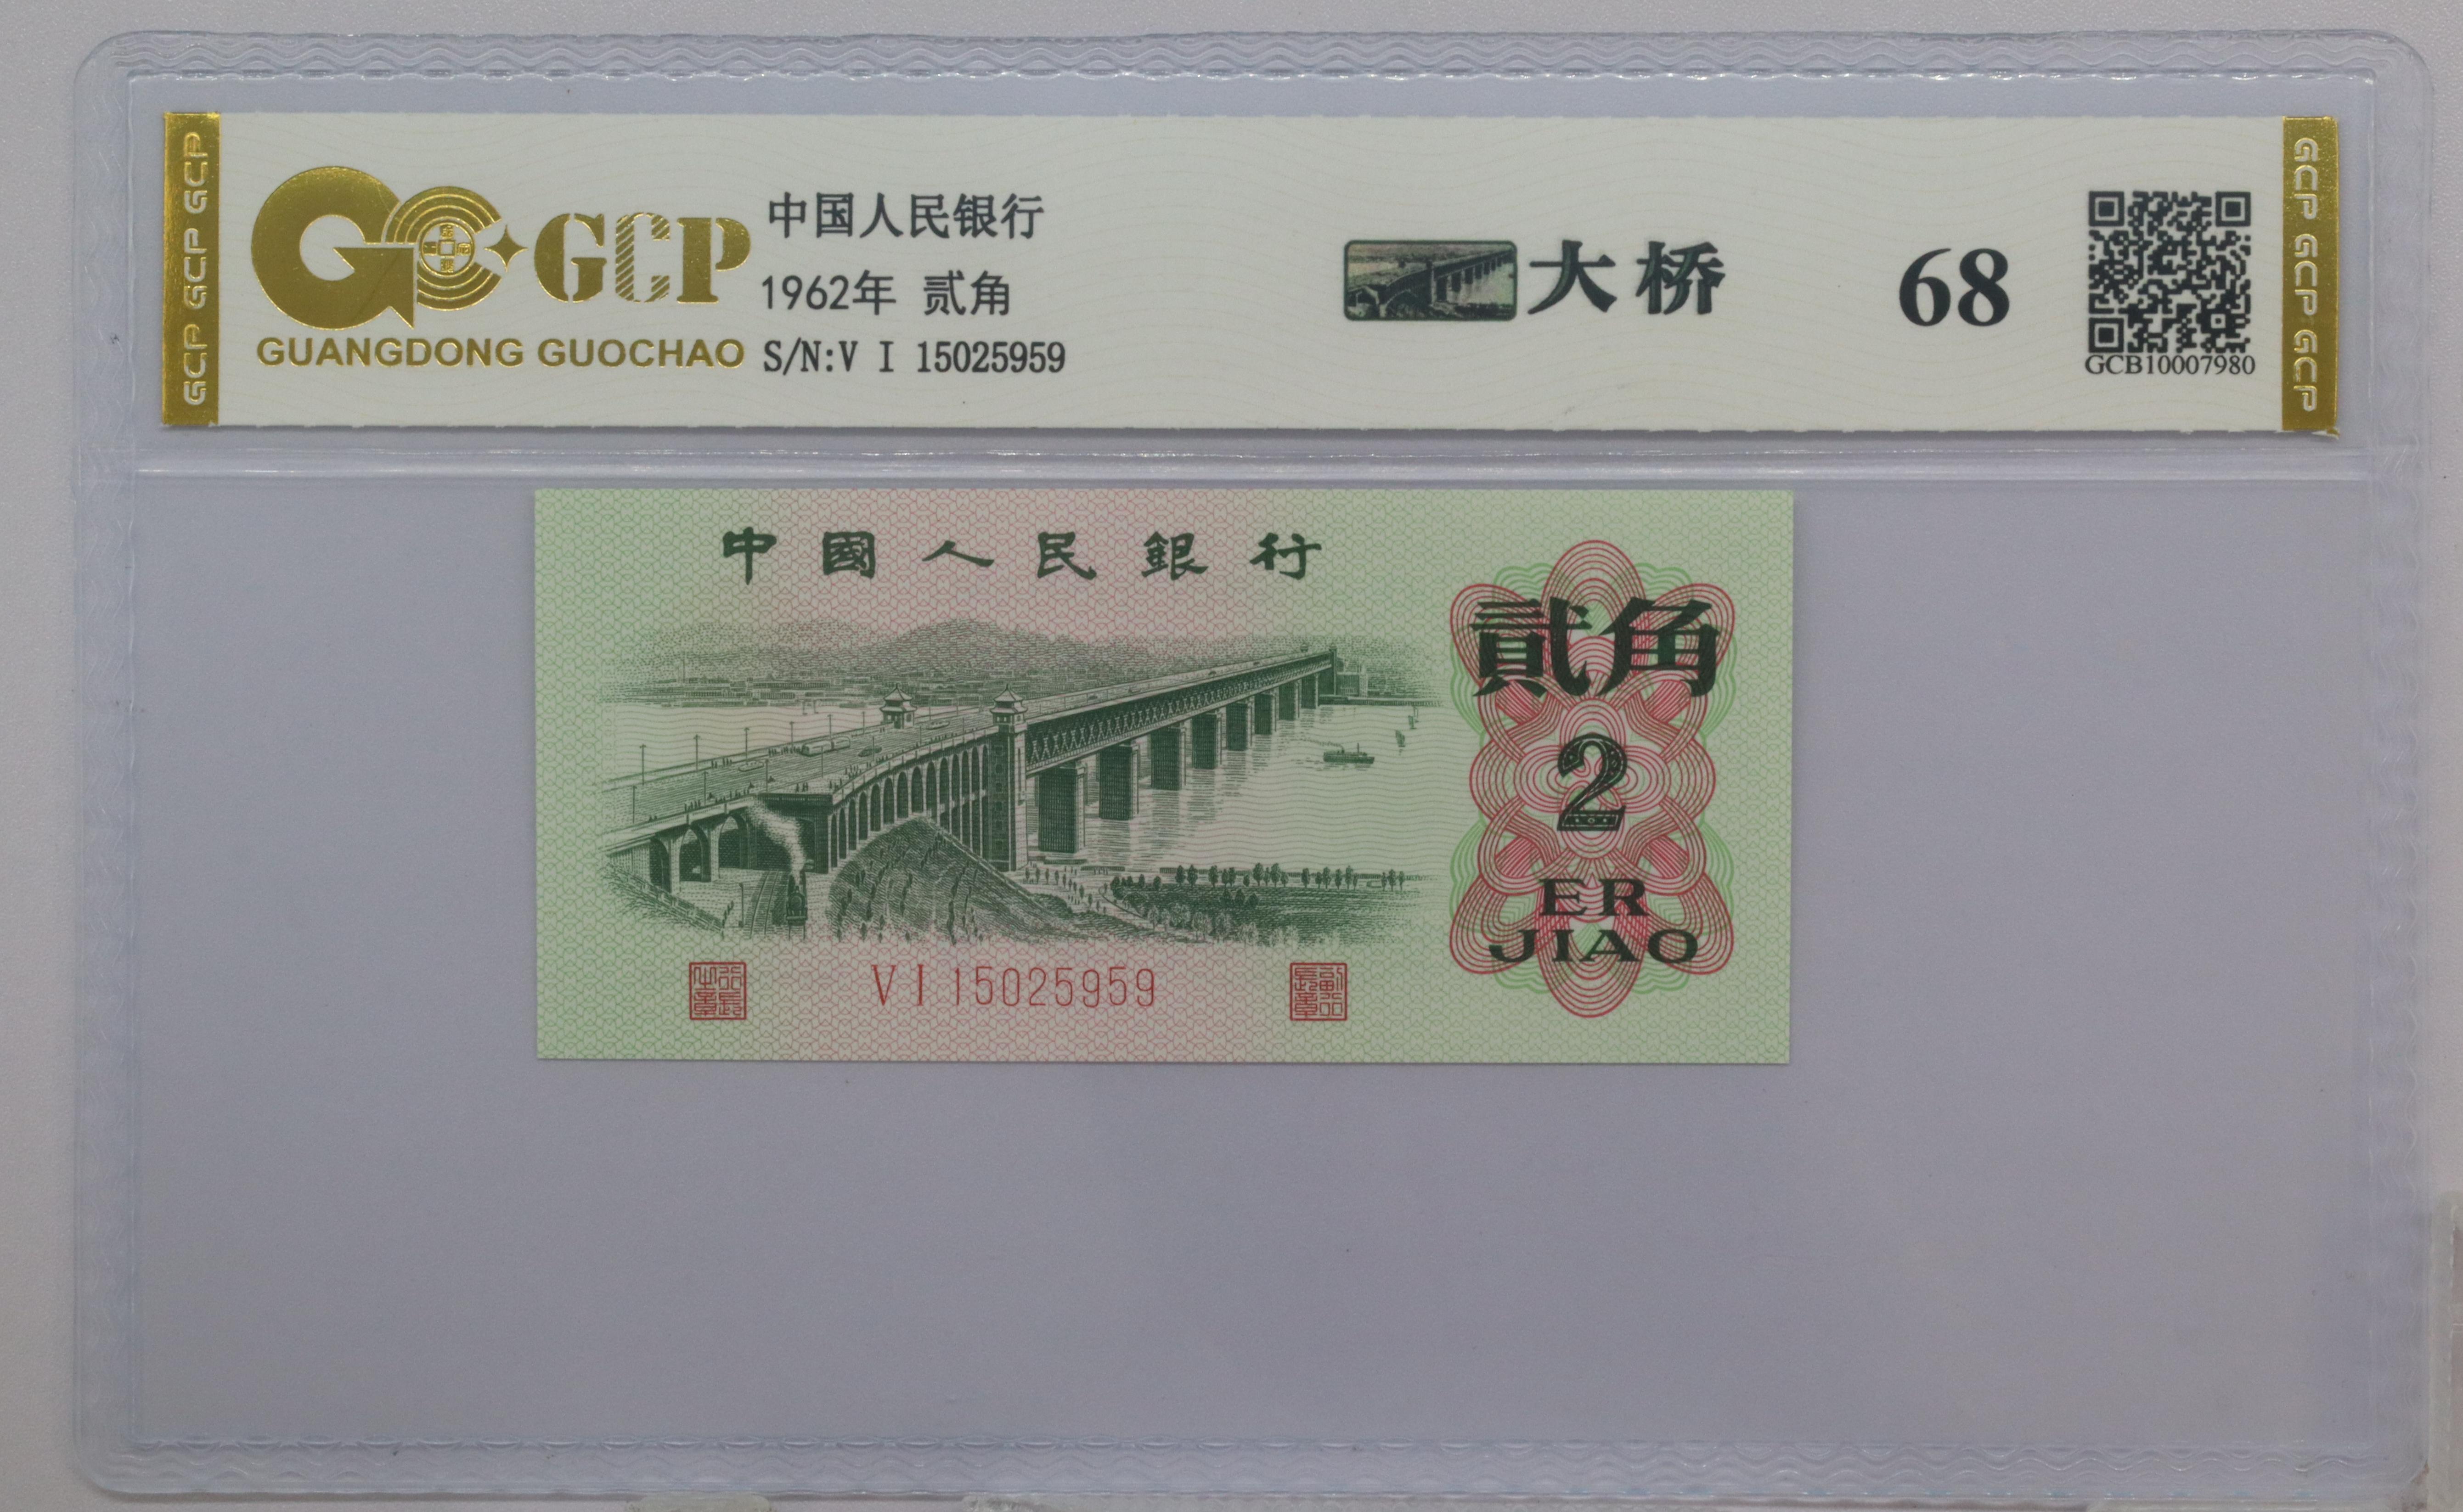 GCP GCP GCP
GCP
GUANGDONG GUOCHAO
中国人民银行
1962年 贰角
S/N:V I 15025959
大桥
68
GCB10007980
GCP GCP GCP
中國人民銀行
貳角
2
ER
JIAO
VI 15025959